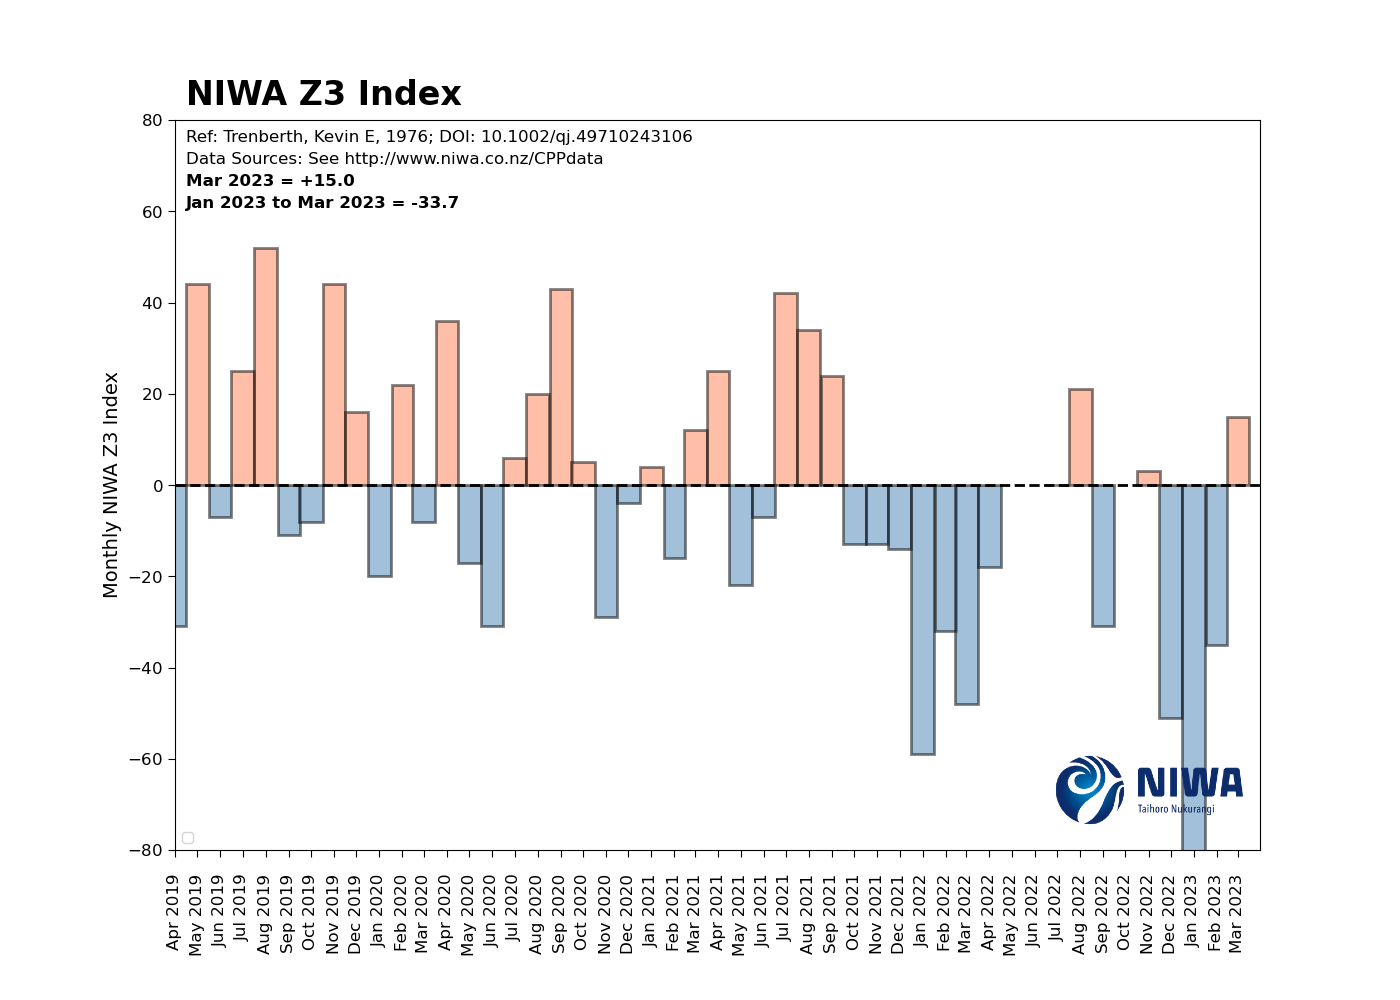 NIWA Z3 Index
Ref: Trenberth, Kevin E, 1976; DOI: 10.1002/qj.49710243106
Data Sources: See http://www.niwa.co.nz/CPPdata
Mar 2023 = +15.0
Jan 2023 to Mar 2023 = -33.7
Monthly NIWA Z3 Index
80
60
40
20
0
−20
−40
−60
−80
NIWA
Taihoro Nukurangi
Apr 2019
May 2019
Jun 2019
Jul 2019
Aug 2019
Sep 2019
Oct 2019
Nov 2019
Dec 2019
Jan 2020
Feb 2020
Mar 2020
Apr 2020
May 2020
Jun 2020
Jul 2020
Aug 2020
Sep 2020
Oct 2020
Nov 2020
Dec 2020
Jan 2021
Feb 2021
Mar 2021
Apr 2021
May 2021
Jun 2021
Jul 2021
Aug 2021
Sep 2021
Oct 2021
Nov 2021
Dec 2021
Jan 2022
Feb 2022
Mar 2022
Apr 2022
May 2022
Jun 2022
Jul 2022
Aug 2022
Sep 2022
Oct 2022
Nov 2022
Dec 2022
Jan 2023
Feb 2023
Mar 2023